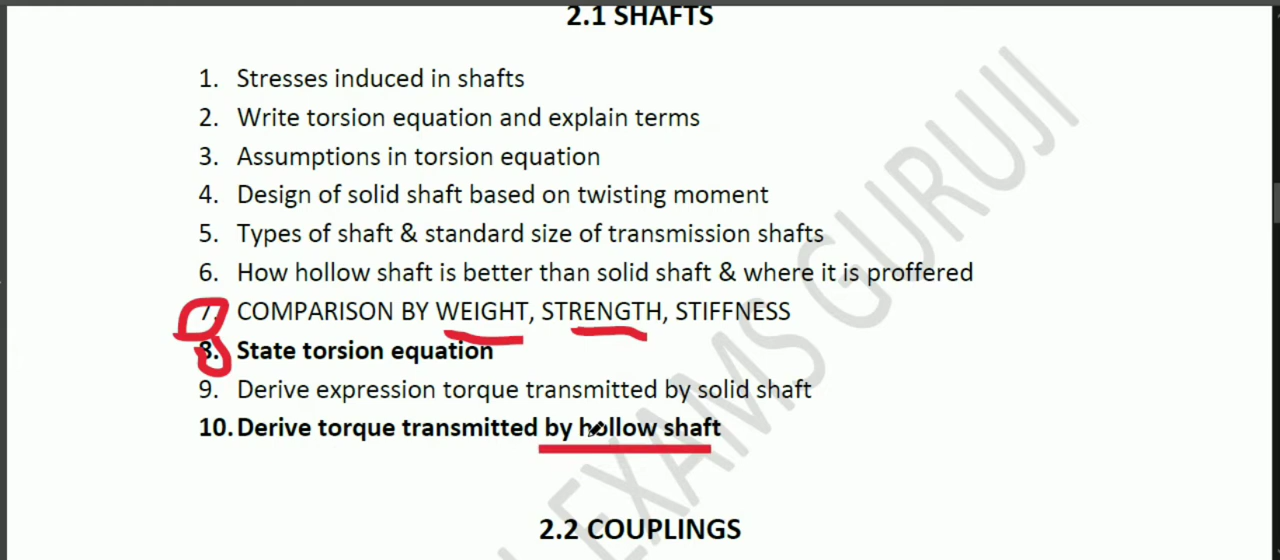 2.1 SHAFTS
1. Stresses induced in shafts
2. Write torsion equation and explain terms
3. Assumptions in torsion equation
4. Design of solid shaft based on twisting moment
5. Types of shaft & standard size of transmission shafts
6. How hollow shaft is better than solid shaft & where it is proffered
7. COMPARISON BY WEIGHT, STRENGTH, STIFFNESS
8. State torsion equation
9. Derive expression torque transmitted by solid shaft
10. Derive torque transmitted by hollow shaft
EXAMS GURUJI
2.2 COUPLINGS